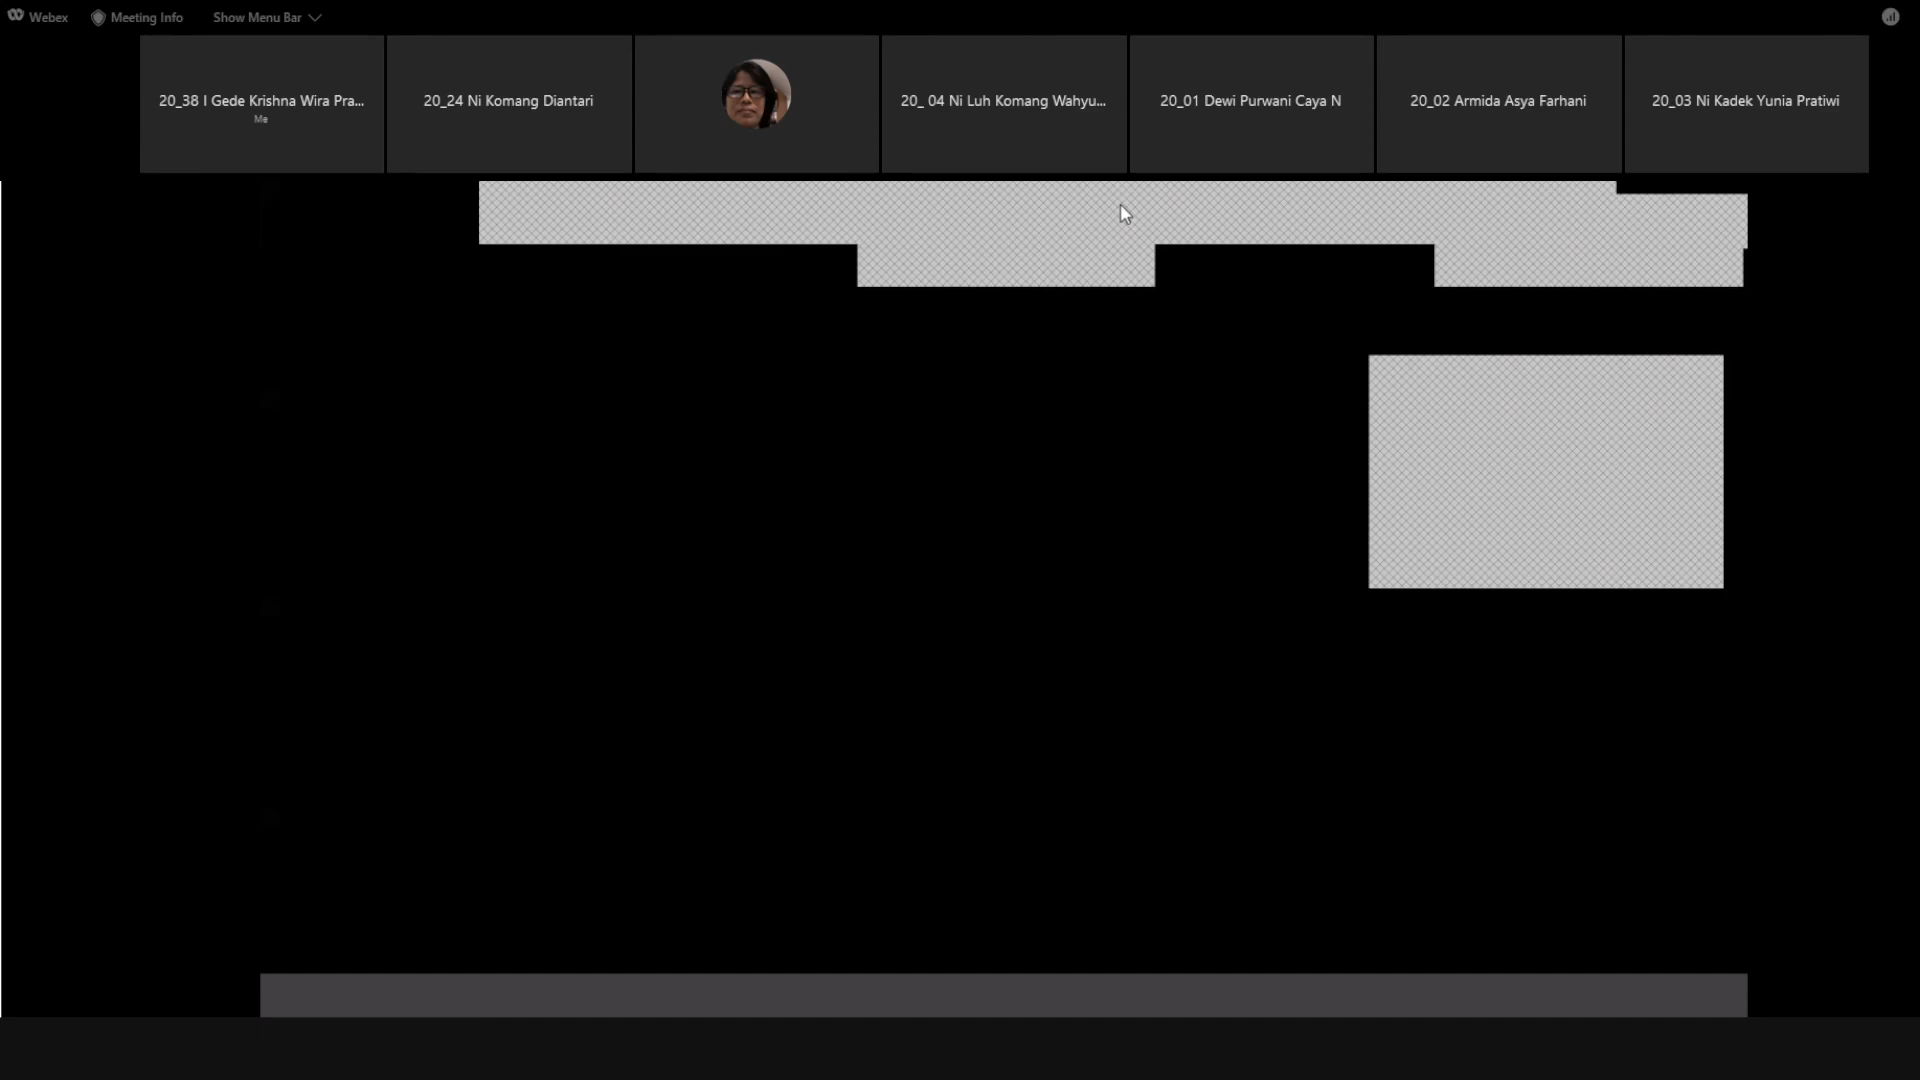 Webex
Meeting Info
Show Menu Bar
20_38 I Gede Krishna Wira Pra...
Me
20_24 Ni Komang Diantari
20_ 04 Ni Luh Komang Wahyu...
20_01 Dewi Purwani Caya N
20_02 Armida Asya Farhani
20_03 Ni Kadek Yunia Pratiwi